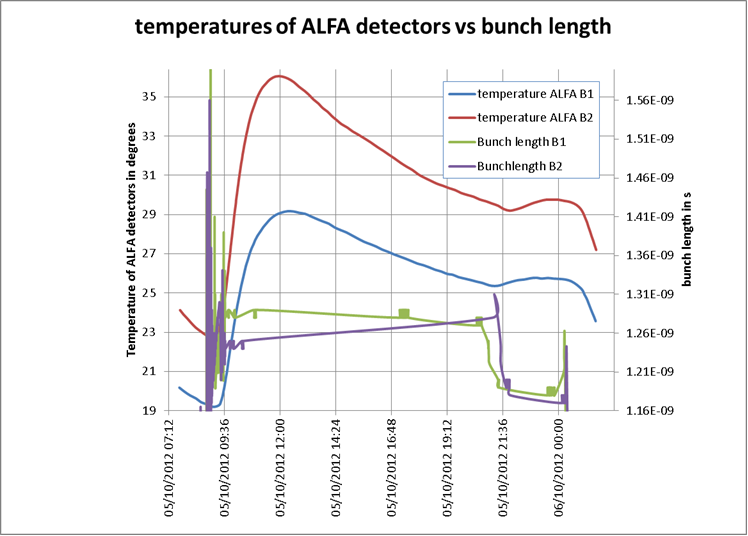 temperatures of ALFA detectors vs bunch length
Temperature of ALFA detectors in degrees
35
33
31
29
27
25
23
21
19
temperature ALFA B1
temperature ALFA B2
Bunch length B1
Bunchlength B2
1.56E-09
1.51E-09
1.46E-09
1.41E-09
1.36E-09
1.31E-09
1.26E-09
1.21E-09
1.16E-09
bunch length in s
05/10/2012 07:12
05/10/2012 09:36
05/10/2012 12:00
05/10/2012 14:24
05/10/2012 16:48
05/10/2012 19:12
05/10/2012 21:36
06/10/2012 00:00